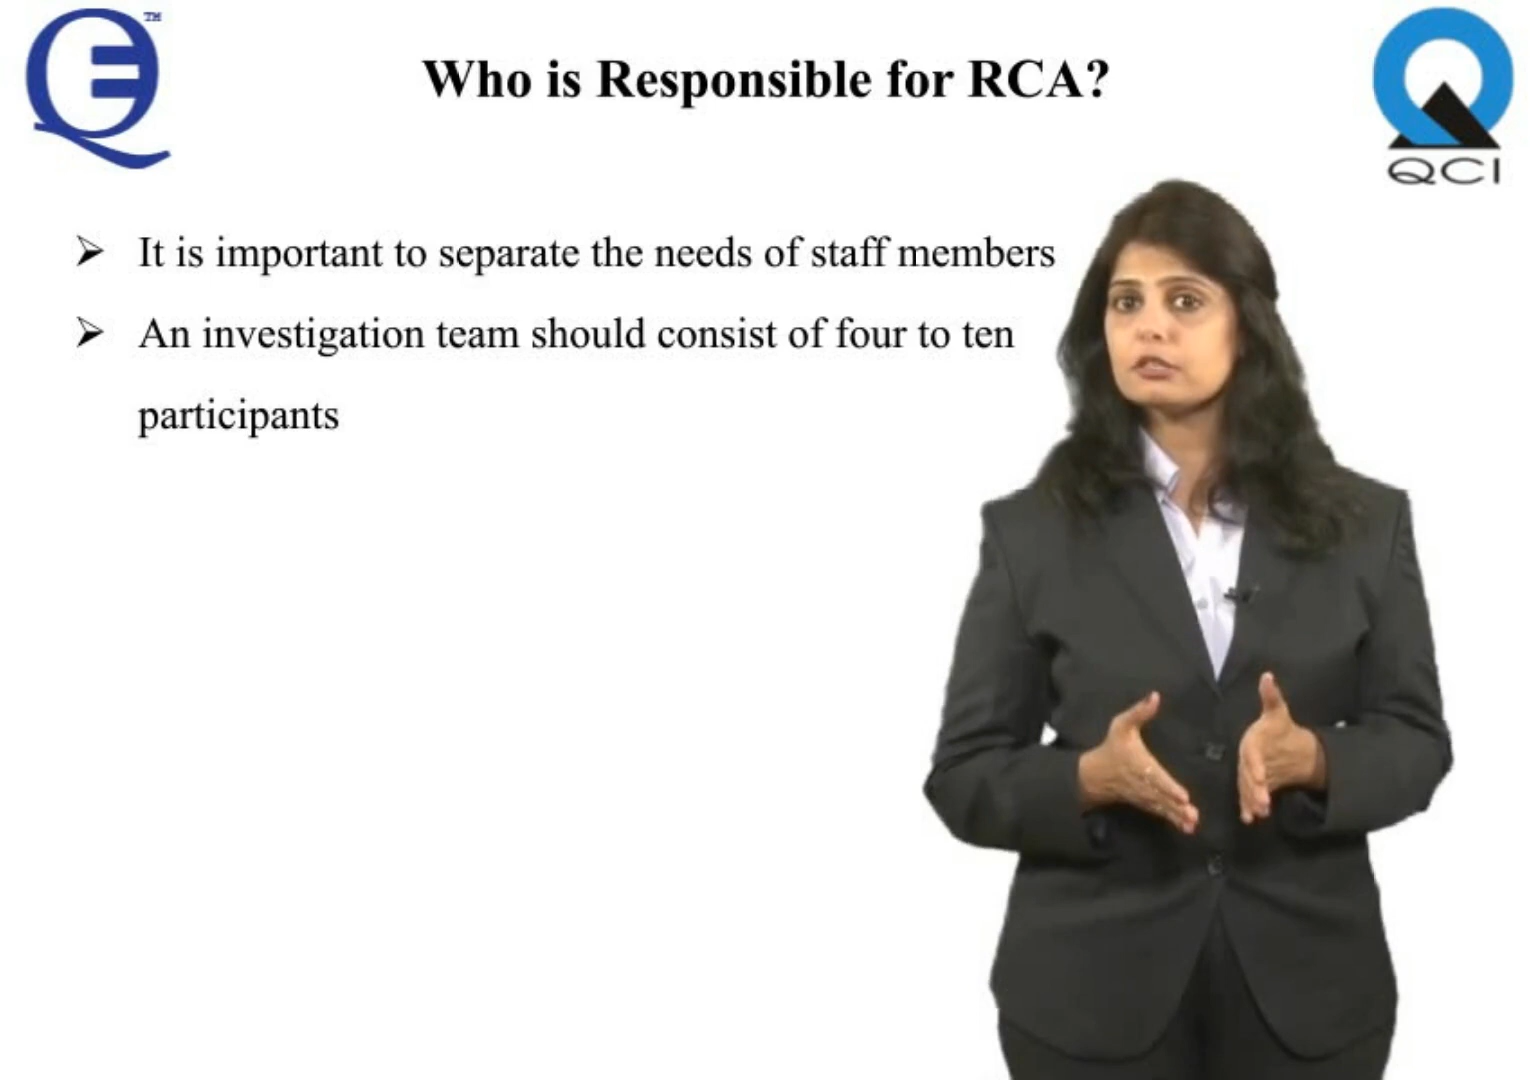 TM
Who is Responsible for RCA?
QCI
It is important to separate the needs of staff members
An investigation team should consist of four to ten
participants